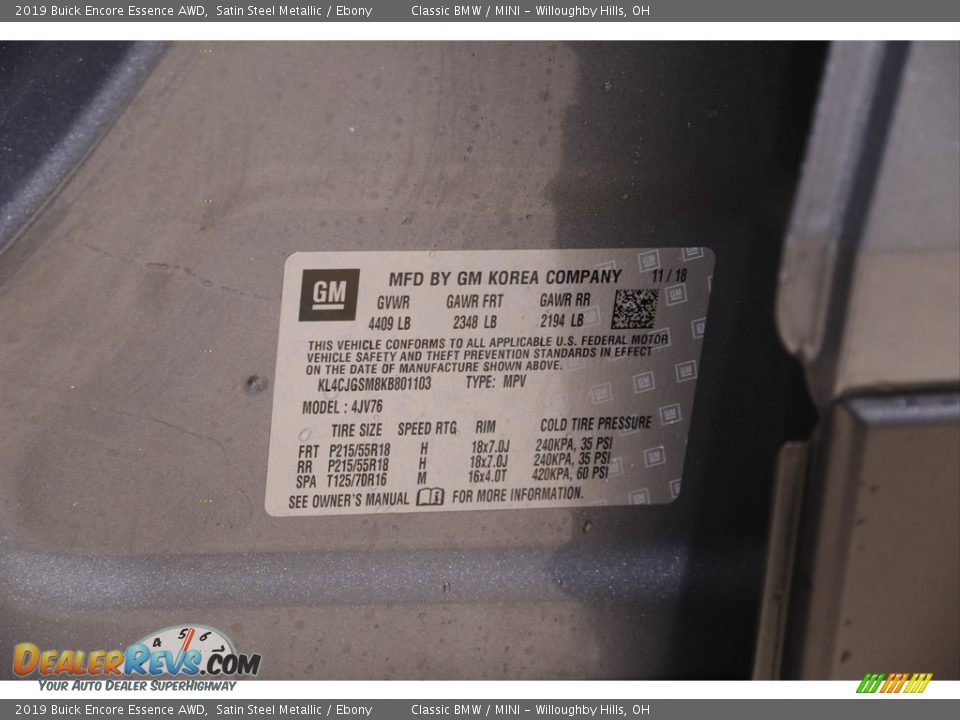 2019 Buick Encore Essence AWD, Satin Steel Metallic / Ebony Classic BMW / MINI - Willoughby Hills, OH
GM MFD BY GM KOREA COMPANY 11 / 18
GVWR GAWR FRT GAWR RR
4409 LB 2348 LB 2194 LB
THIS VEHICLE CONFORMS TO ALL APPLICABLE U.S. FEDERAL MOTOR
VEHICLE SAFETY AND THEFT PREVENTION STANDARDS IN EFFECT
ON THE DATE OF MANUFACTURE SHOWN ABOVE.
KL4CJGSM8KB801103 TYPE: MPV
MODEL : 4JV76
TIRE SIZE SPEED RTG RIM COLD TIRE PRESSURE
FRT P215/55R18 H 18x7.0J 240KPA, 35 PSI
RR P215/55R18 H 18x7.0J 240KPA, 35 PSI
SPA T125/70R16 M 16x4.0T 420KPA, 60 PSI
SEE OWNER'S MANUAL FOR MORE INFORMATION.
4 5 6
DEALERREVS.COM
YOUR AUTO DEALER SUPERHIGHWAY
2019 Buick Encore Essence AWD, Satin Steel Metallic / Ebony Classic BMW / MINI - Willoughby Hills, OH